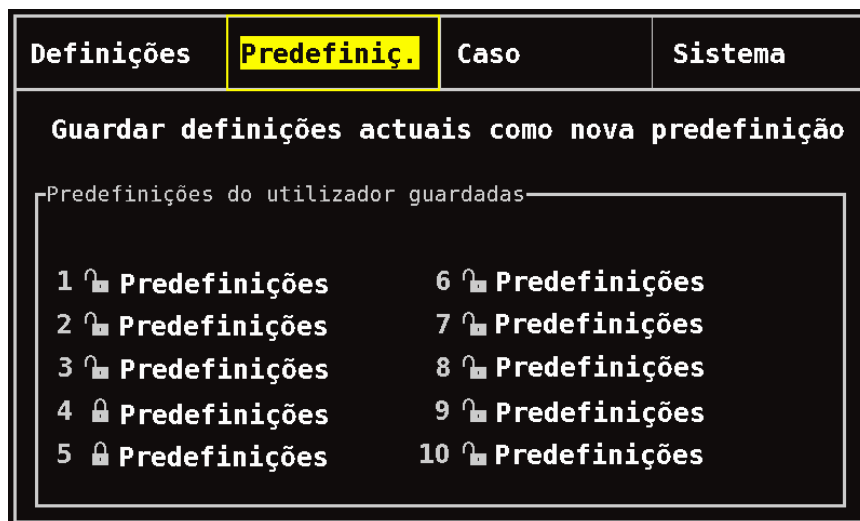 Definições Predefiniç. Caso Sistema
Guardar definições actuais como nova predefinição
Predefinições do utilizador guardadas
1 Predefinições 6 Predefinições
2 Predefinições 7 Predefinições
3 Predefinições 8 Predefinições
4 Predefinições 9 Predefinições
5 Predefinições 10 Predefinições